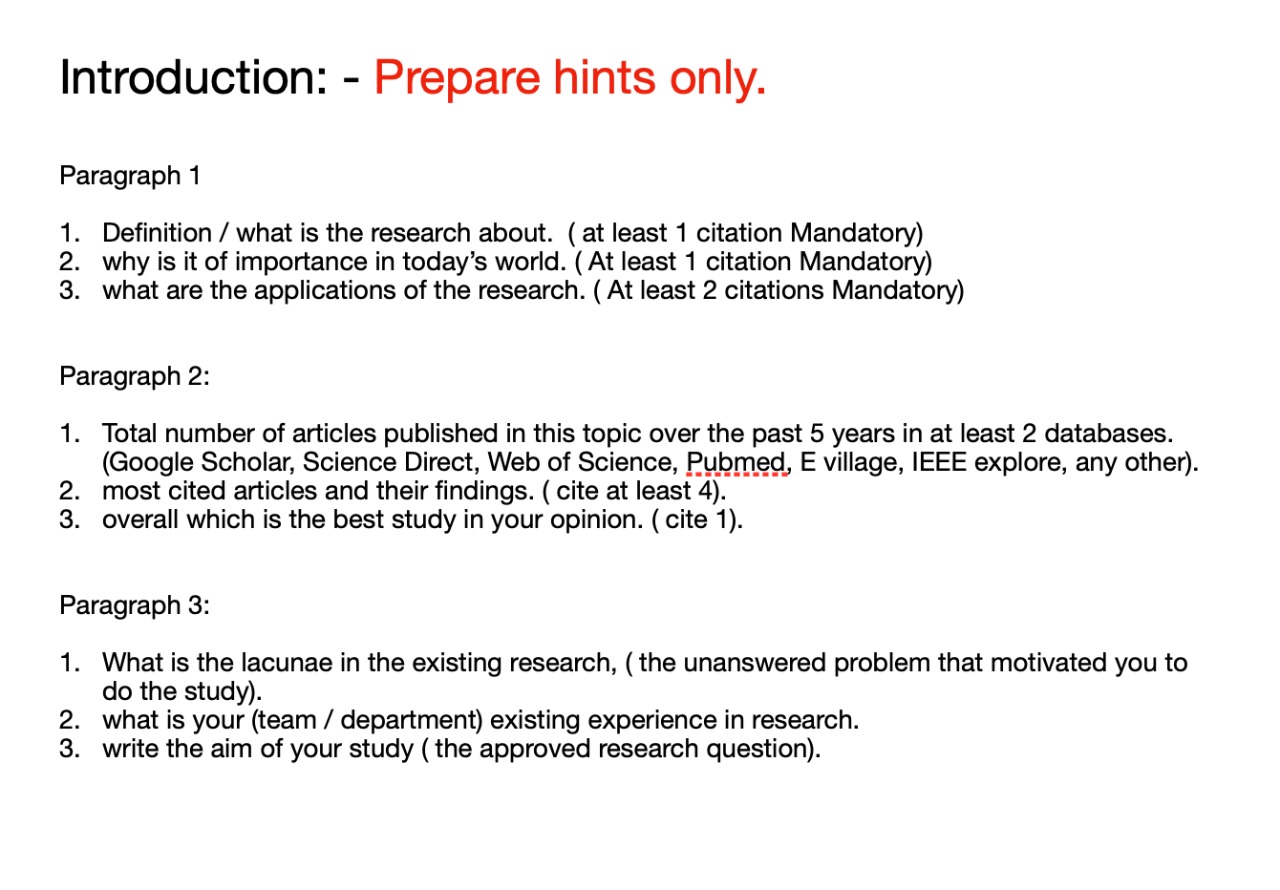 Introduction: - Prepare hints only.
Paragraph 1
1. Definition / what is the research about.  ( at least 1 citation Mandatory)
2. why is it of importance in today’s world. ( At least 1 citation Mandatory)
3. what are the applications of the research. ( At least 2 citations Mandatory)
Paragraph 2:
1. Total number of articles published in this topic over the past 5 years in at least 2 databases.
(Google Scholar, Science Direct, Web of Science, Pubmed, E village, IEEE explore, any other).
2. most cited articles and their findings. ( cite at least 4).
3. overall which is the best study in your opinion. ( cite 1).
Paragraph 3:
1. What is the lacunae in the existing research, ( the unanswered problem that motivated you to
do the study).
2. what is your (team / department) existing experience in research.
3. write the aim of your study ( the approved research question).